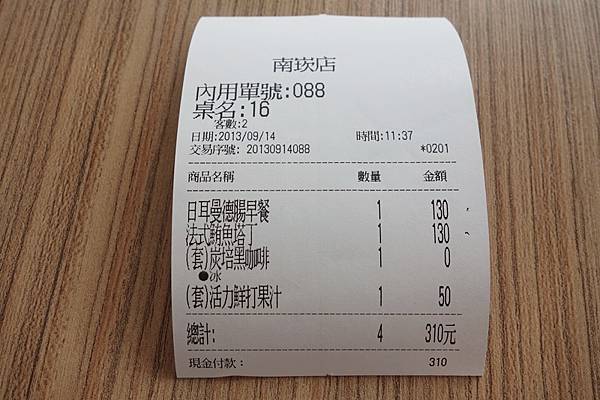 南崁店
內用單號:088
桌名:16
客數:2
日期:2013/09/14 時間:11:37
交易序號: 20130914088 *0201
商品名稱 數量 金額
日耳曼德腸早餐 1 130
法式鮪魚塔丁 1 130
(套)炭培黑咖啡 1 0
●冰
(套)活力鮮打果汁 1 50
總計: 4 310元
現金付款: 310